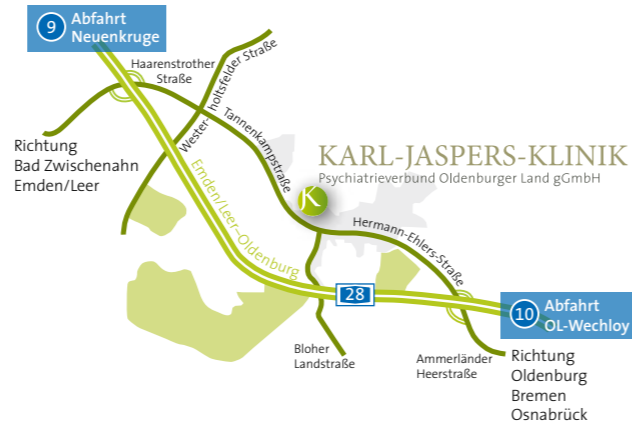 9 Abfahrt
Neuenkruge
Haarenstrother
Straße
Wester-
holtsfelder Straße
Tannenkampstraße
Richtung
Bad Zwischenahn
Emden/Leer
KARL-JASPERS-KLINIK
Psychiatrieverbund Oldenburger Land gGmbH
K
Emden/Leer–Oldenburg
Hermann-Ehlers-Straße
28
10 Abfahrt
OL-Wechloy
Bloher
Landstraße
Ammerländer
Heerstraße
Richtung
Oldenburg
Bremen
Osnabrück